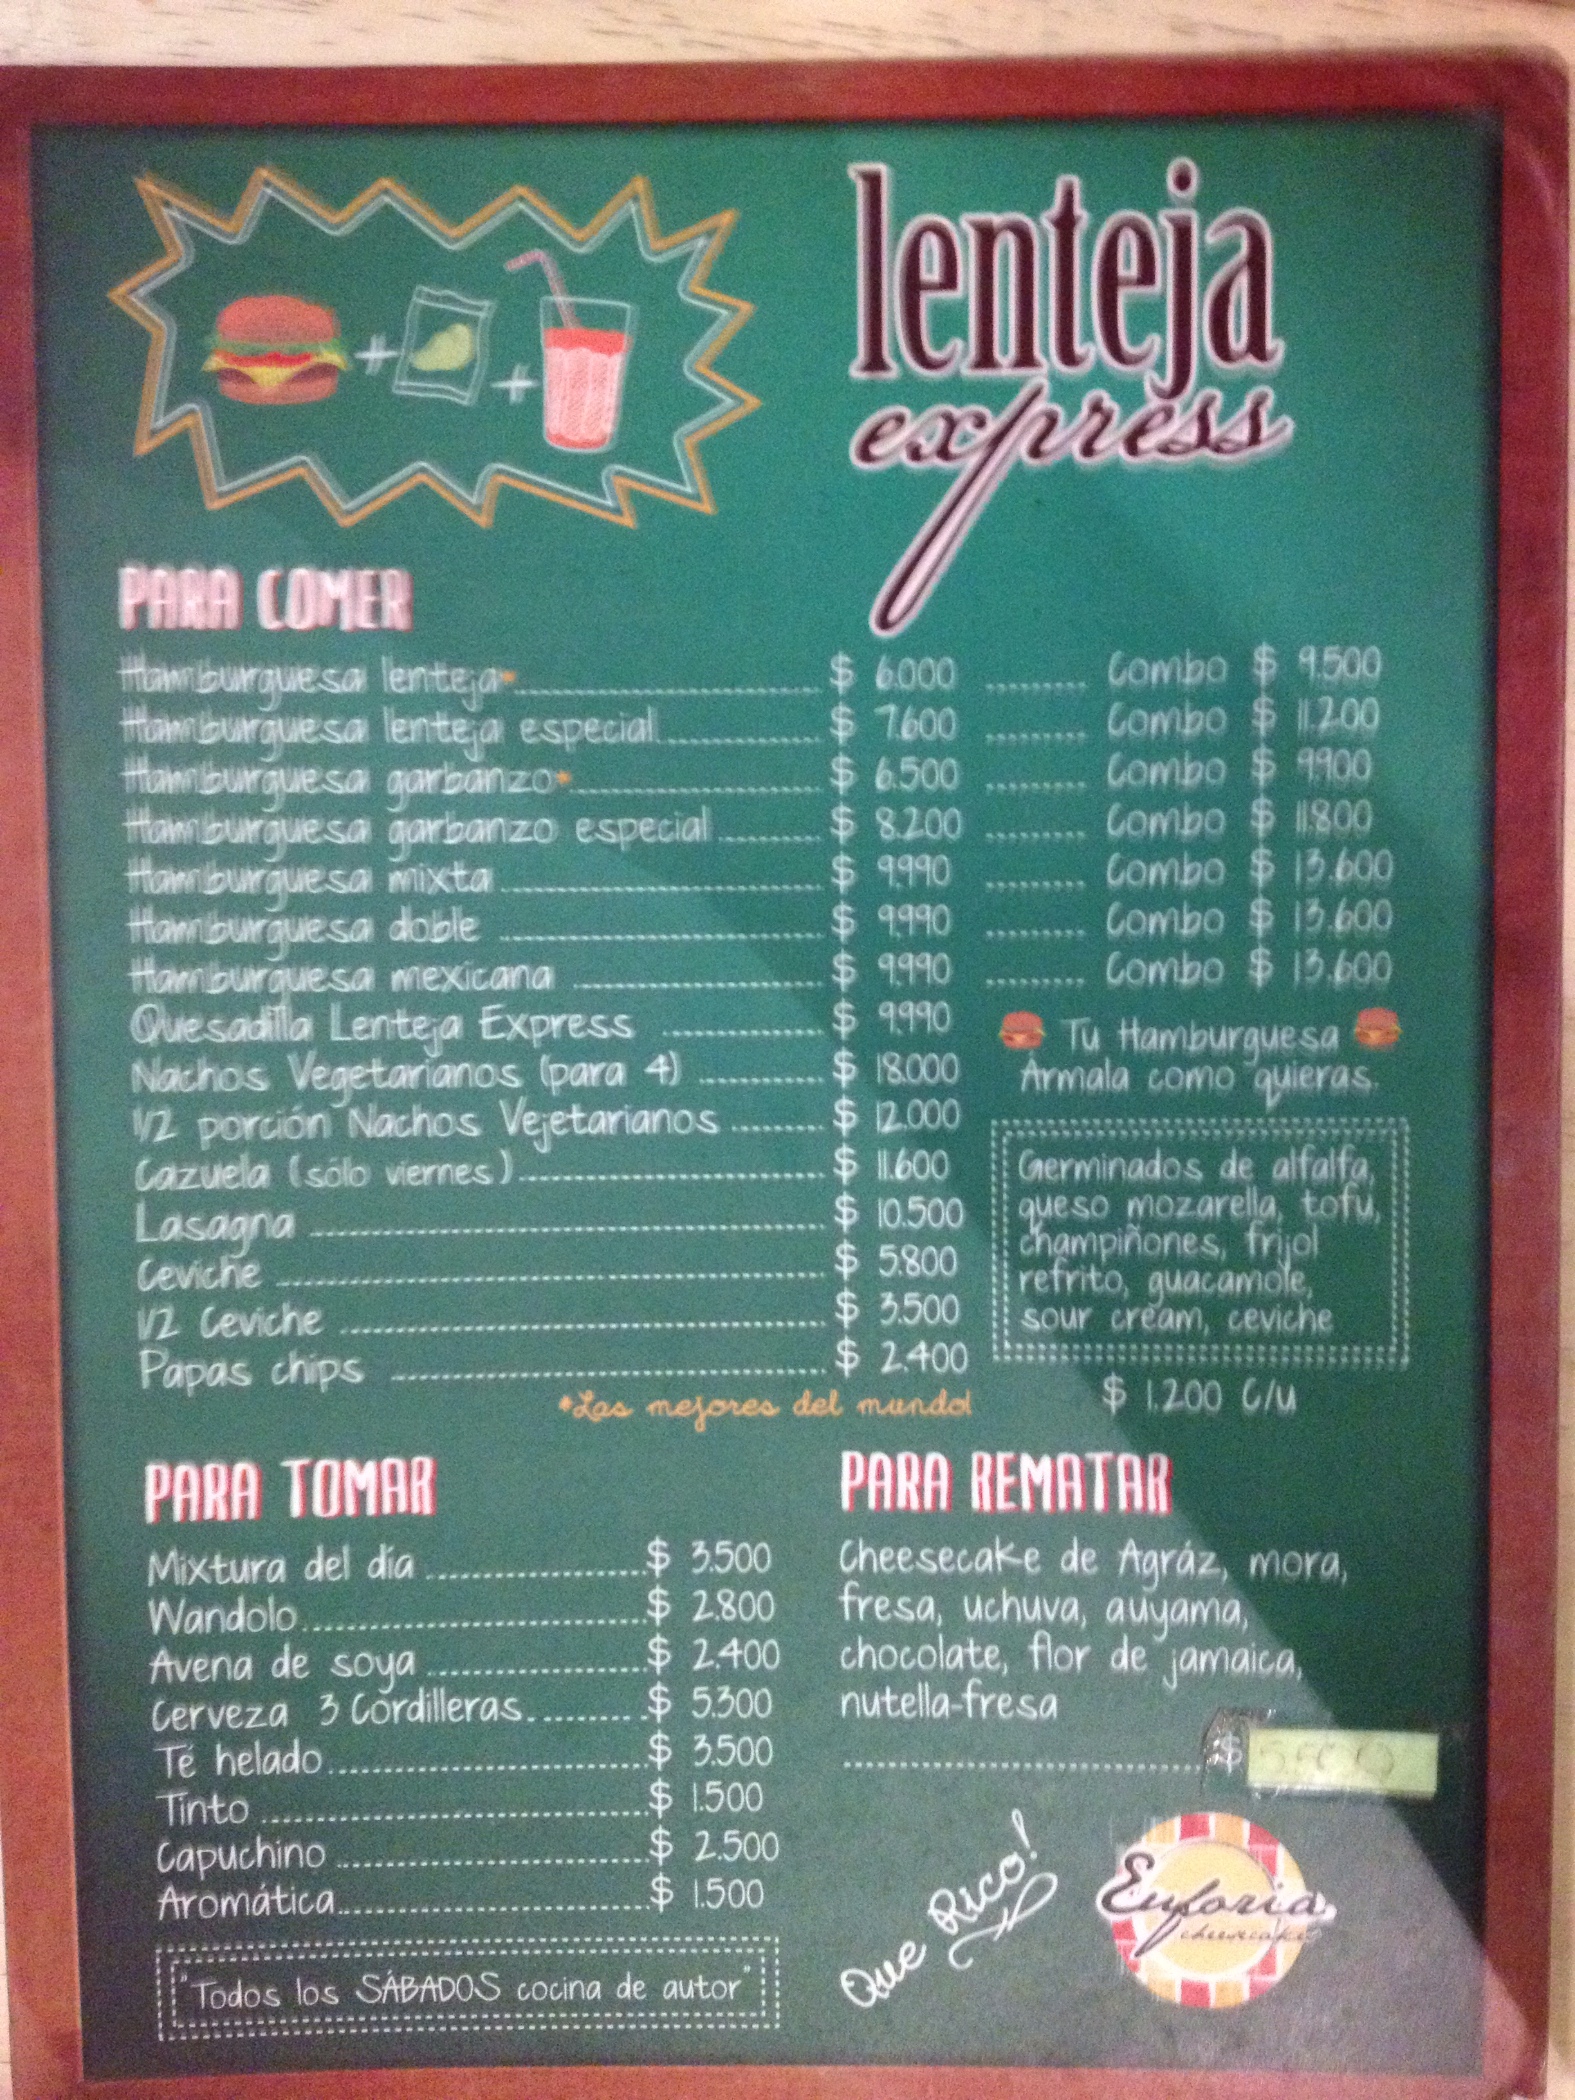 lenteja
express
PARA COMER
Hamburguesa lenteja* $ 6.000 Combo $ 9.500
Hamburguesa lenteja especial $ 7.600 Combo $ 11.200
Hamburguesa garbanzo* $ 6.500 Combo $ 9.900
Hamburguesa garbanzo especial $ 8.200 Combo $ 11.800
Hamburguesa mixta $ 9.990 Combo $ 13.600
Hamburguesa doble $ 9.990 Combo $ 13.600
Hamburguesa mexicana $ 9.990 Combo $ 13.600
Quesadilla Lenteja Express $ 9.990
Nachos Vegetarianos (para 4) $ 18.000
1/2 porción Nachos Vejetarianos $ 12.000
Cazuela (sólo viernes) $ 11.600
Lasagna $ 10.500
Ceviche $ 5.800
1/2 Ceviche $ 3.500
Papas chips $ 2.400
*Las mejores del mundo!
Tu Hamburguesa
Ármala como quieras.
Germinados de alfalfa,
queso mozarella, tofu,
champiñones, frijol
refrito, guacamole,
sour cream, ceviche
$ 1.200 C/U
PARA TOMAR
Mixtura del día $ 3.500
Wandolo $ 2.800
Avena de soya $ 2.400
Cerveza 3 Cordilleras $ 5.300
Té helado $ 3.500
Tinto $ 1.500
Capuchino $ 2.500
Aromática $ 1.500
"Todos los SÁBADOS cocina de autor"
PARA REMATAR
Cheesecake de Agráz, mora,
fresa, uchuva, auyama,
chocolate, flor de jamaica,
nutella-fresa
$
Que Rico!
Euforia
cheesecake